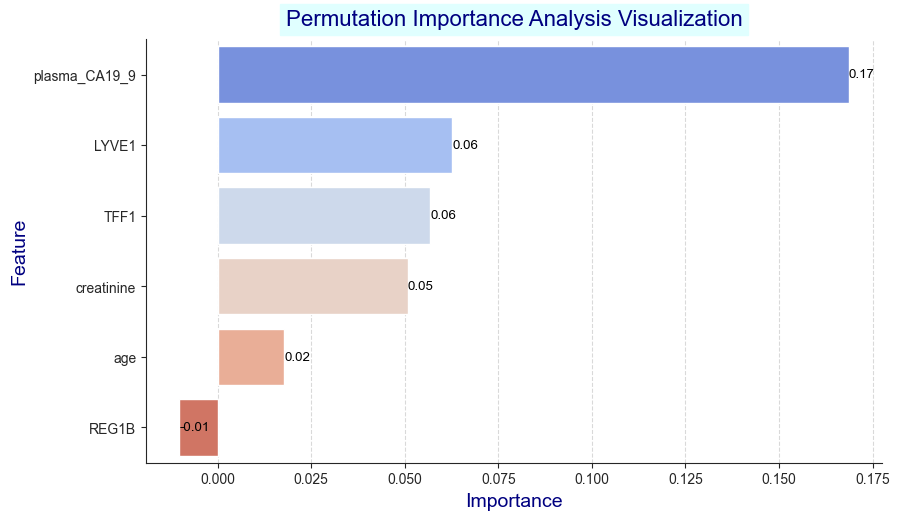 Permutation Importance Analysis Visualization
plasma_CA19_9
0.17
LYVE1
0.06
TFF1
0.06
creatinine
0.05
age
0.02
REG1B
-0.01
Feature
0.000 0.025 0.050 0.075 0.100 0.125 0.150 0.175
Importance